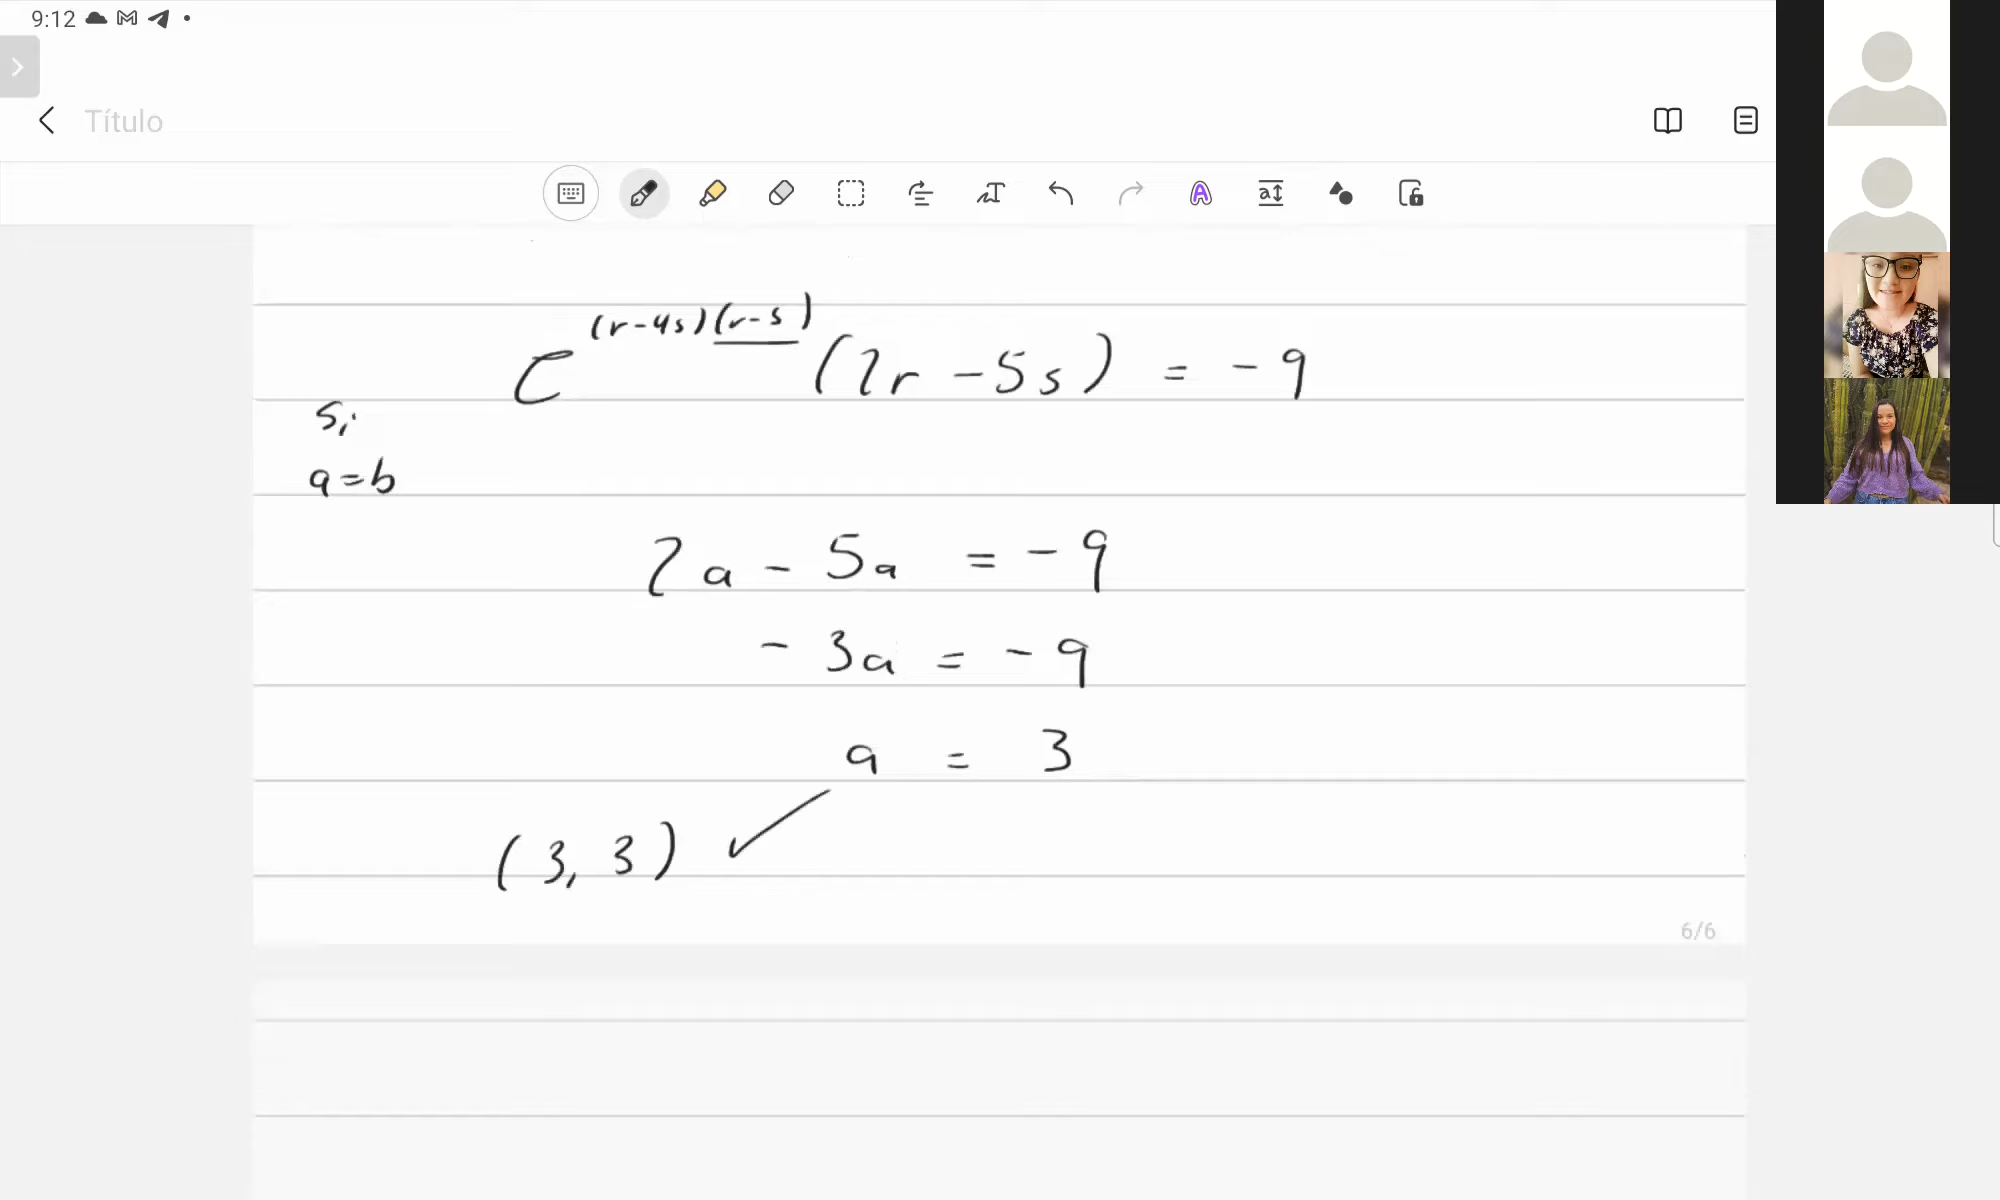 9:12
Título
e^{(r-4s)(r-s)} (2r - 5s) = -9
Si
a = b
2a - 5a = -9
- 3a = -9
a = 3
(3, 3) ✓
6/6